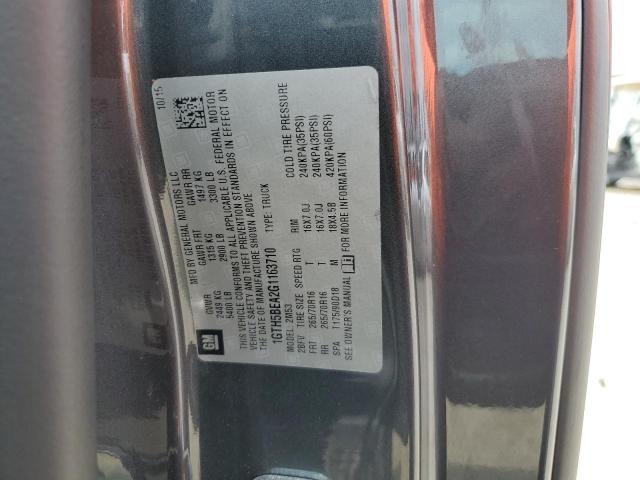 MFD BY GENERAL MOTORS LLC 10/15
GVWR GAWR FRT GAWR RR
2449 KG 1315 KG 1497 KG
5400 LB 2900 LB 3300 LB
GM
THIS VEHICLE CONFORMS TO ALL APPLICABLE U.S. FEDERAL MOTOR
VEHICLE SAFETY AND THEFT PREVENTION STANDARDS IN EFFECT ON
THE DATE OF MANUFACTURE SHOWN ABOVE
1GTH5BEA2G1163710 TYPE: TRUCK
MODEL: 2M53
2BFV TIRE SIZE SPEED RTG RIM COLD TIRE PRESSURE
FRT 265/70R16 T 16X7.0J 240KPA(35PSI)
RR 265/70R16 T 16X7.0J 240KPA(35PSI)
SPA T175/80D18 M 18X4.5B 420KPA(60PSI)
SEE OWNER'S MANUAL FOR MORE INFORMATION